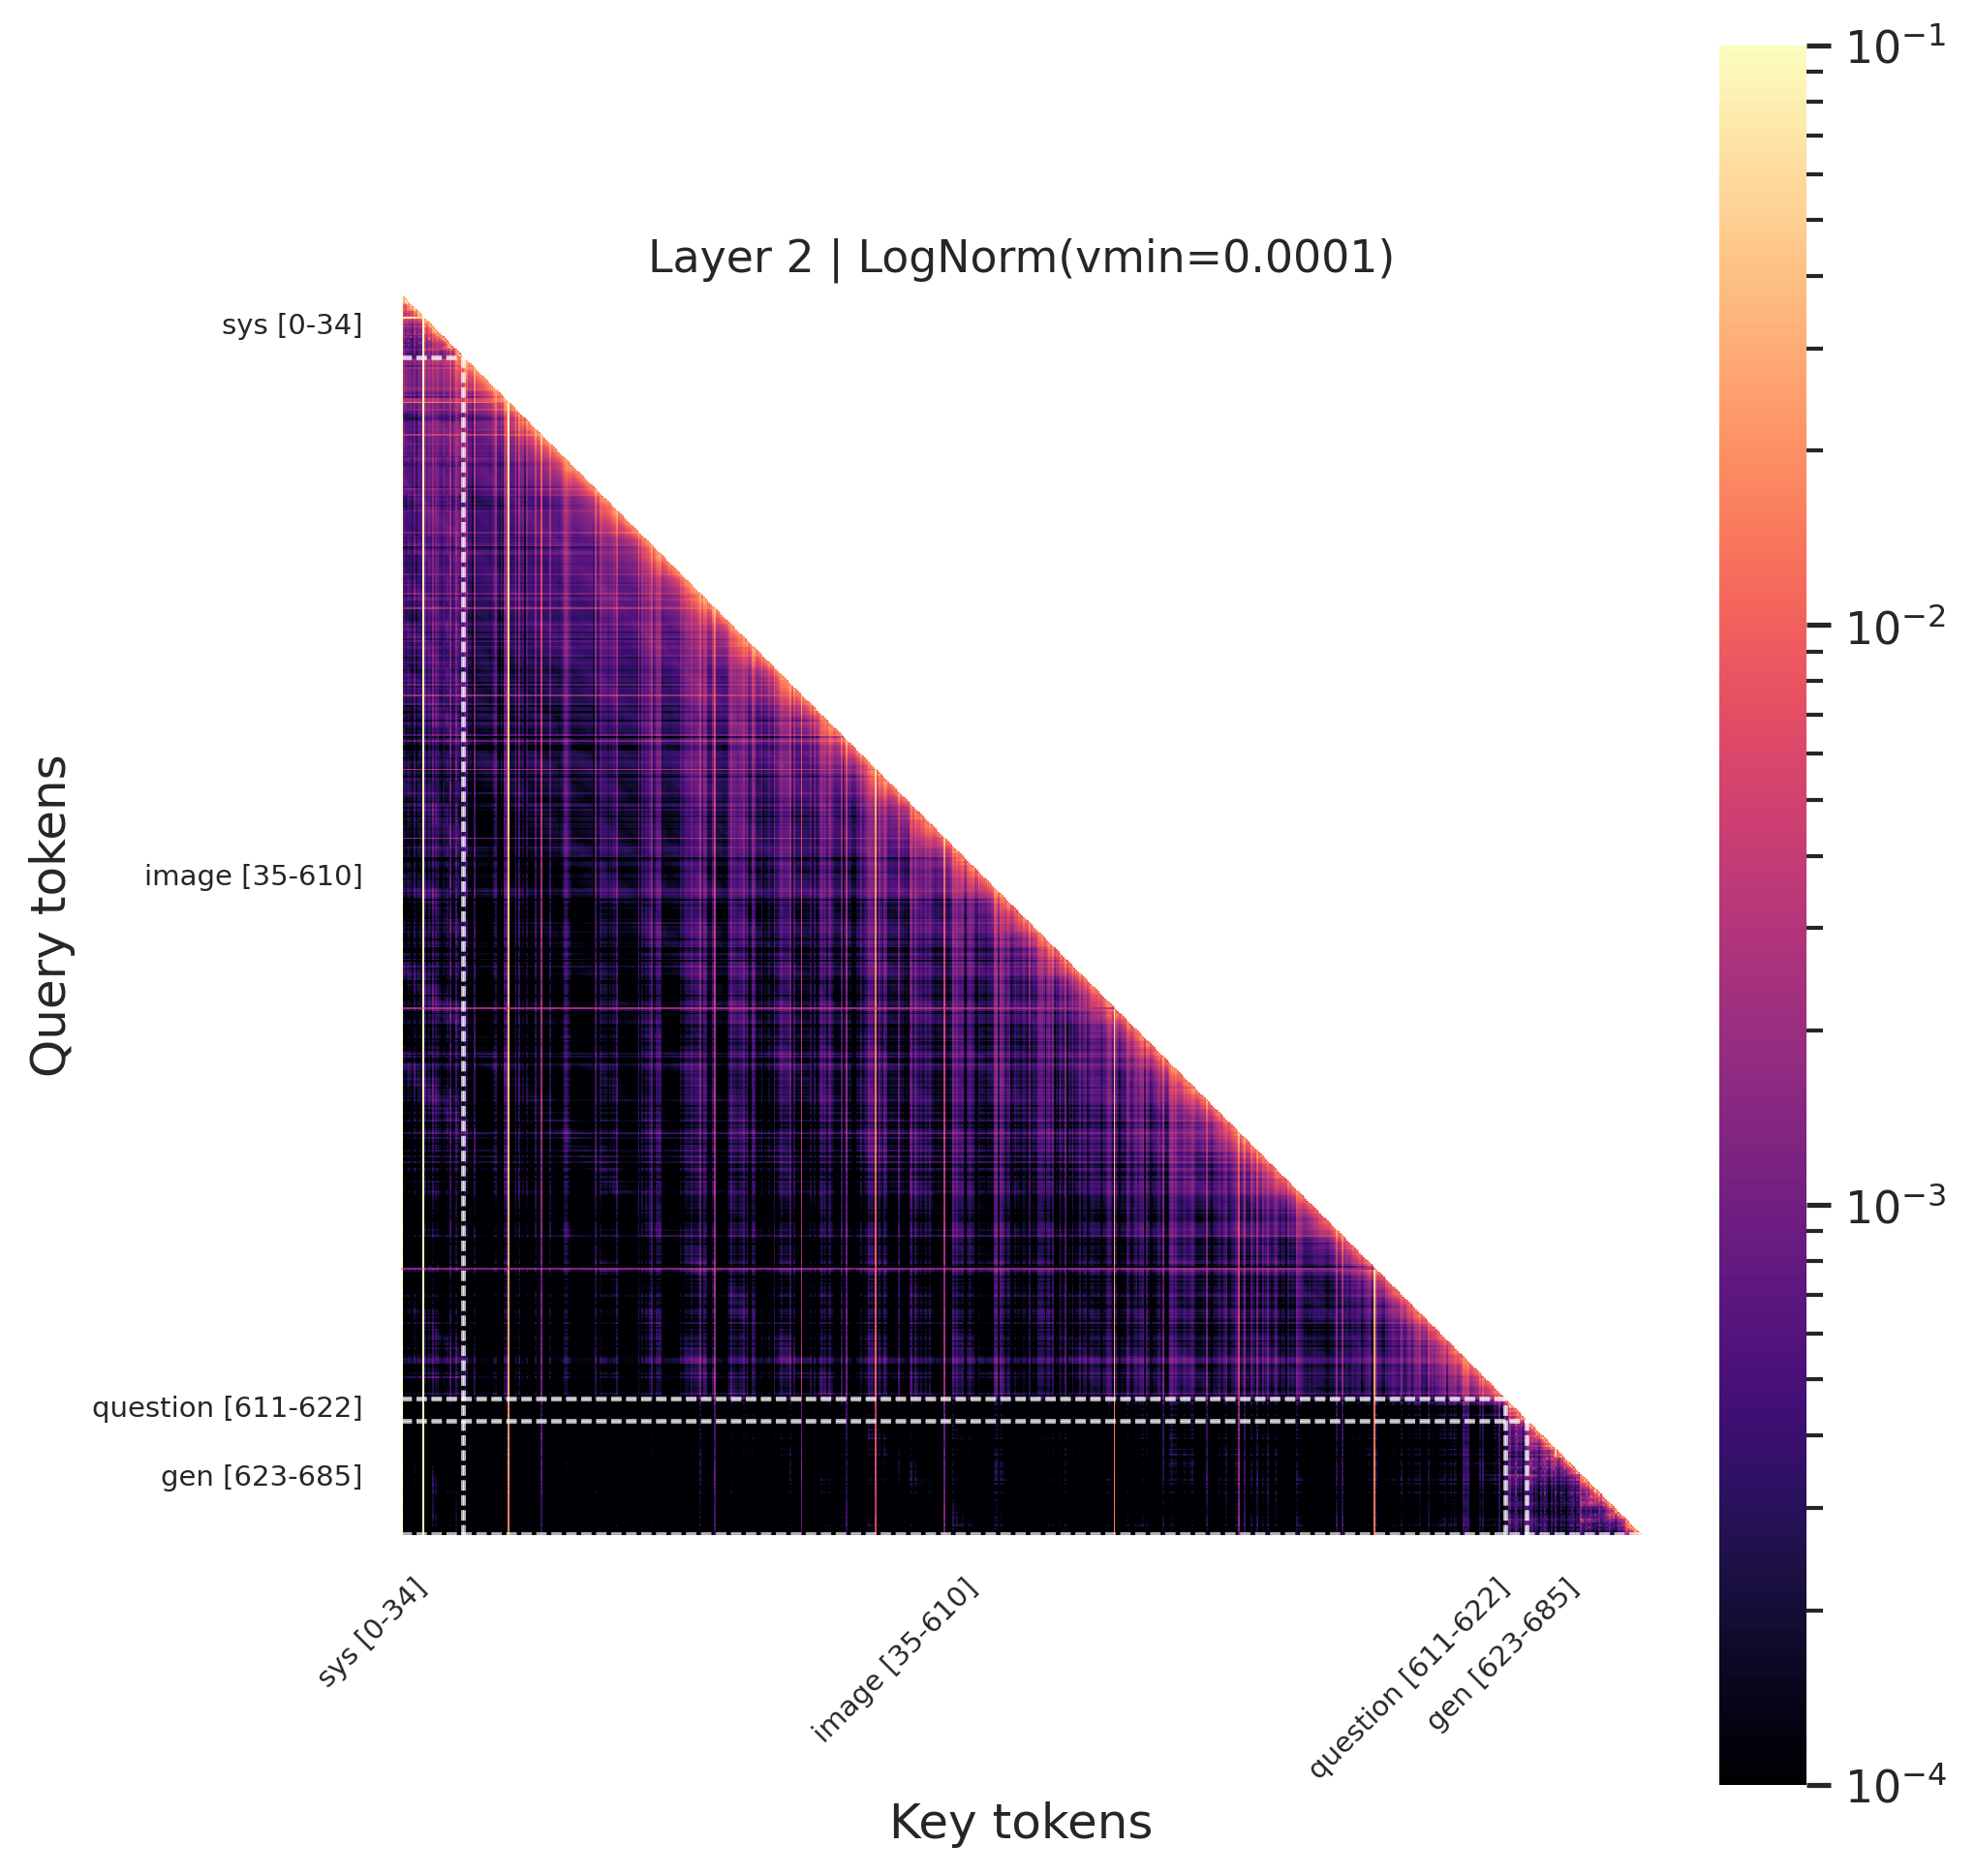 Layer 2 | LogNorm(vmin=0.0001)
Query tokens
sys [0-34]
image [35-610]
question [611-622]
gen [623-685]
sys [0-34]
image [35-610]
question [611-622]
gen [623-685]
Key tokens
10⁻¹
10⁻²
10⁻³
10⁻⁴